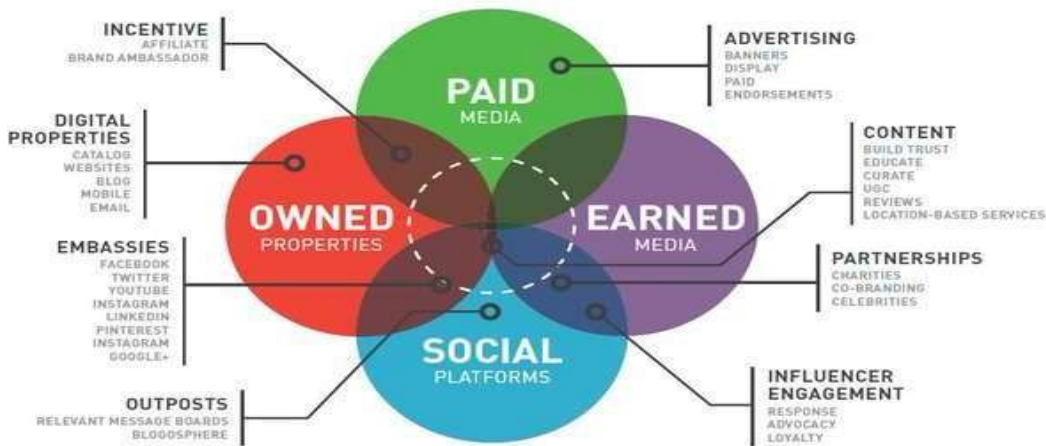 INCENTIVE
AFFILIATE
BRAND AMBASSADOR
DIGITAL
PROPERTIES
CATALOG
WEBSITES
BLOG
MOBILE
EMAIL
EMBASSIES
FACEBOOK
TWITTER
YOUTUBE
INSTAGRAM
LINKEDIN
PINTEREST
INSTAGRAM
GOOGLE+
OUTPOSTS
RELEVANT MESSAGE BOARDS
BLOGOSPHERE
PAID
MEDIA
OWNED
PROPERTIES
EARNED
MEDIA
SOCIAL
PLATFORMS
ADVERTISING
BANNERS
DISPLAY
PAID
ENDORSEMENTS
CONTENT
BUILD TRUST
EDUCATE
CURATE
UGC
REVIEWS
LOCATION-BASED SERVICES
PARTNERSHIPS
CHARITIES
CO-BRANDING
CELEBRITIES
INFLUENCER
ENGAGEMENT
RESPONSE
ADVOCACY
LOYALTY